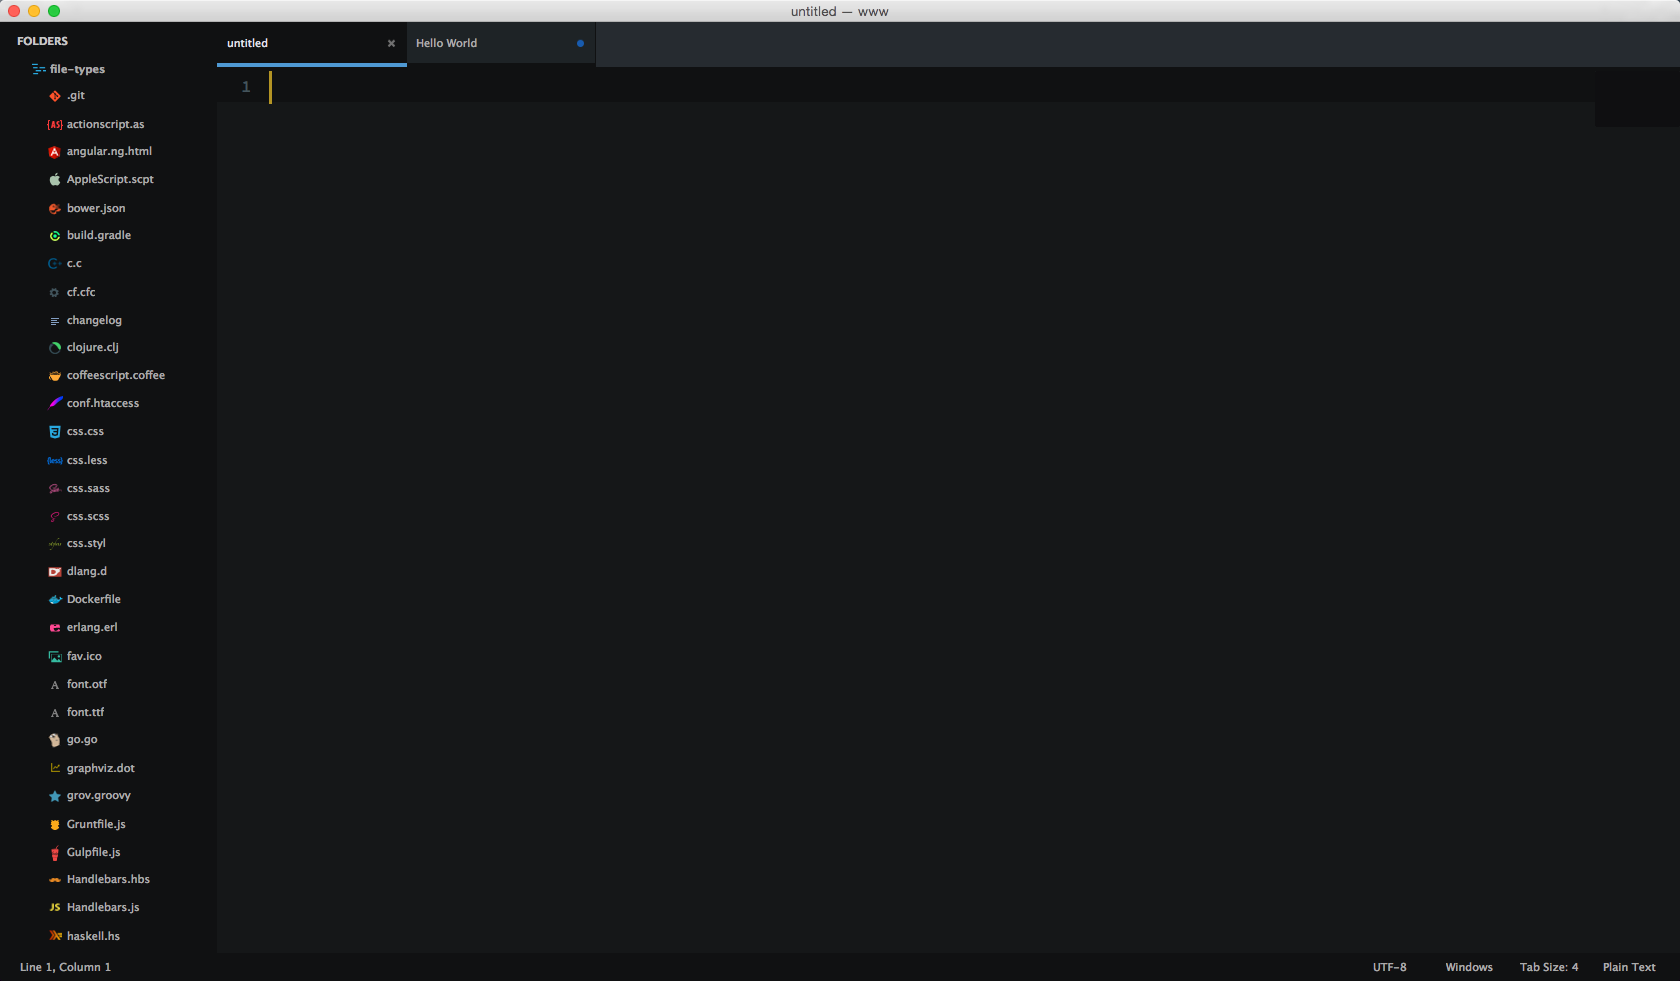 untitled — www
FOLDERS
file-types
.git
actionscript.as
angular.ng.html
AppleScript.scpt
bower.json
build.gradle
c.c
cf.cfc
changelog
clojure.clj
coffeescript.coffee
conf.htaccess
css.css
css.less
css.sass
css.scss
css.styl
dlang.d
Dockerfile
erlang.erl
fav.ico
font.otf
font.ttf
go.go
graphviz.dot
grov.groovy
Gruntfile.js
Gulpfile.js
Handlebars.hbs
Handlebars.js
haskell.hs
untitled × Hello World
1
Line 1, Column 1 UTF-8 Windows Tab Size: 4 Plain Text